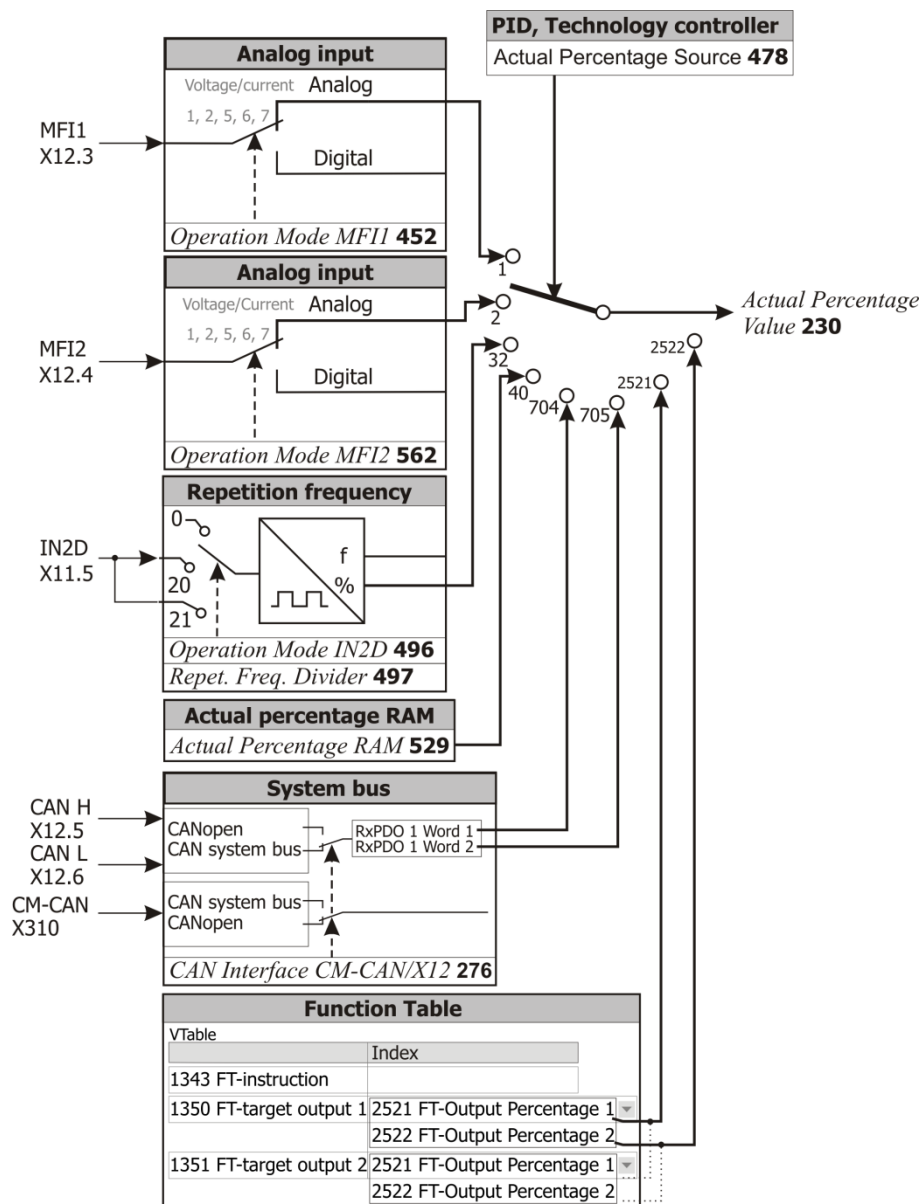 PID, Technology controller
Actual Percentage Source 478
Analog input
Voltage/current Analog
1, 2, 5, 6, 7
MFI1
X12.3
Digital
Operation Mode MFI1 452
Analog input
Voltage/Current Analog
1, 2, 5, 6, 7
MFI2
X12.4
Digital
Operation Mode MFI2 562
1
2
32
40
704
705
2521
2522
Actual Percentage
Value 230
Repetition frequency
0
IN2D
X11.5
20
21
f
%
Operation Mode IN2D 496
Repet. Freq. Divider 497
Actual percentage RAM
Actual Percentage RAM 529
System bus
CAN H
X12.5
CAN L
X12.6
CM-CAN
X310
CANopen
CAN system bus
RxPDO 1 Word 1
RxPDO 1 Word 2
CAN system bus
CANopen
CAN Interface CM-CAN/X12 276
Function Table
VTable
Index
1343 FT-instruction
1350 FT-target output 1 2521 FT-Output Percentage 1
2522 FT-Output Percentage 2
1351 FT-target output 2 2521 FT-Output Percentage 1
2522 FT-Output Percentage 2